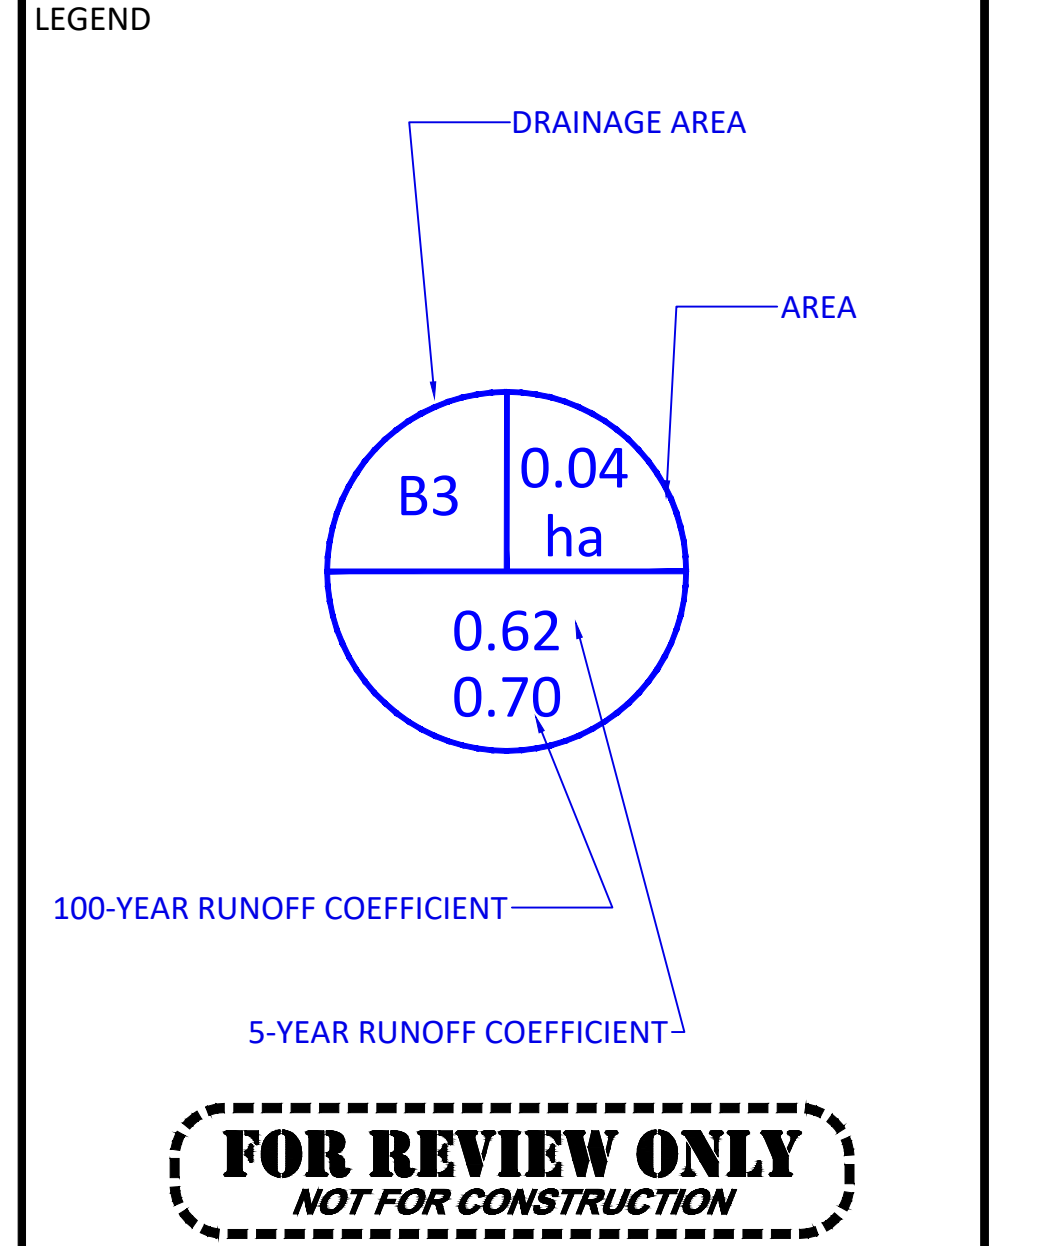 LEGEND
DRAINAGE AREA
AREA
B3
0.04
ha
0.62
0.70
100-YEAR RUNOFF COEFFICIENT
5-YEAR RUNOFF COEFFICIENT
FOR REVIEW ONLY
NOT FOR CONSTRUCTION